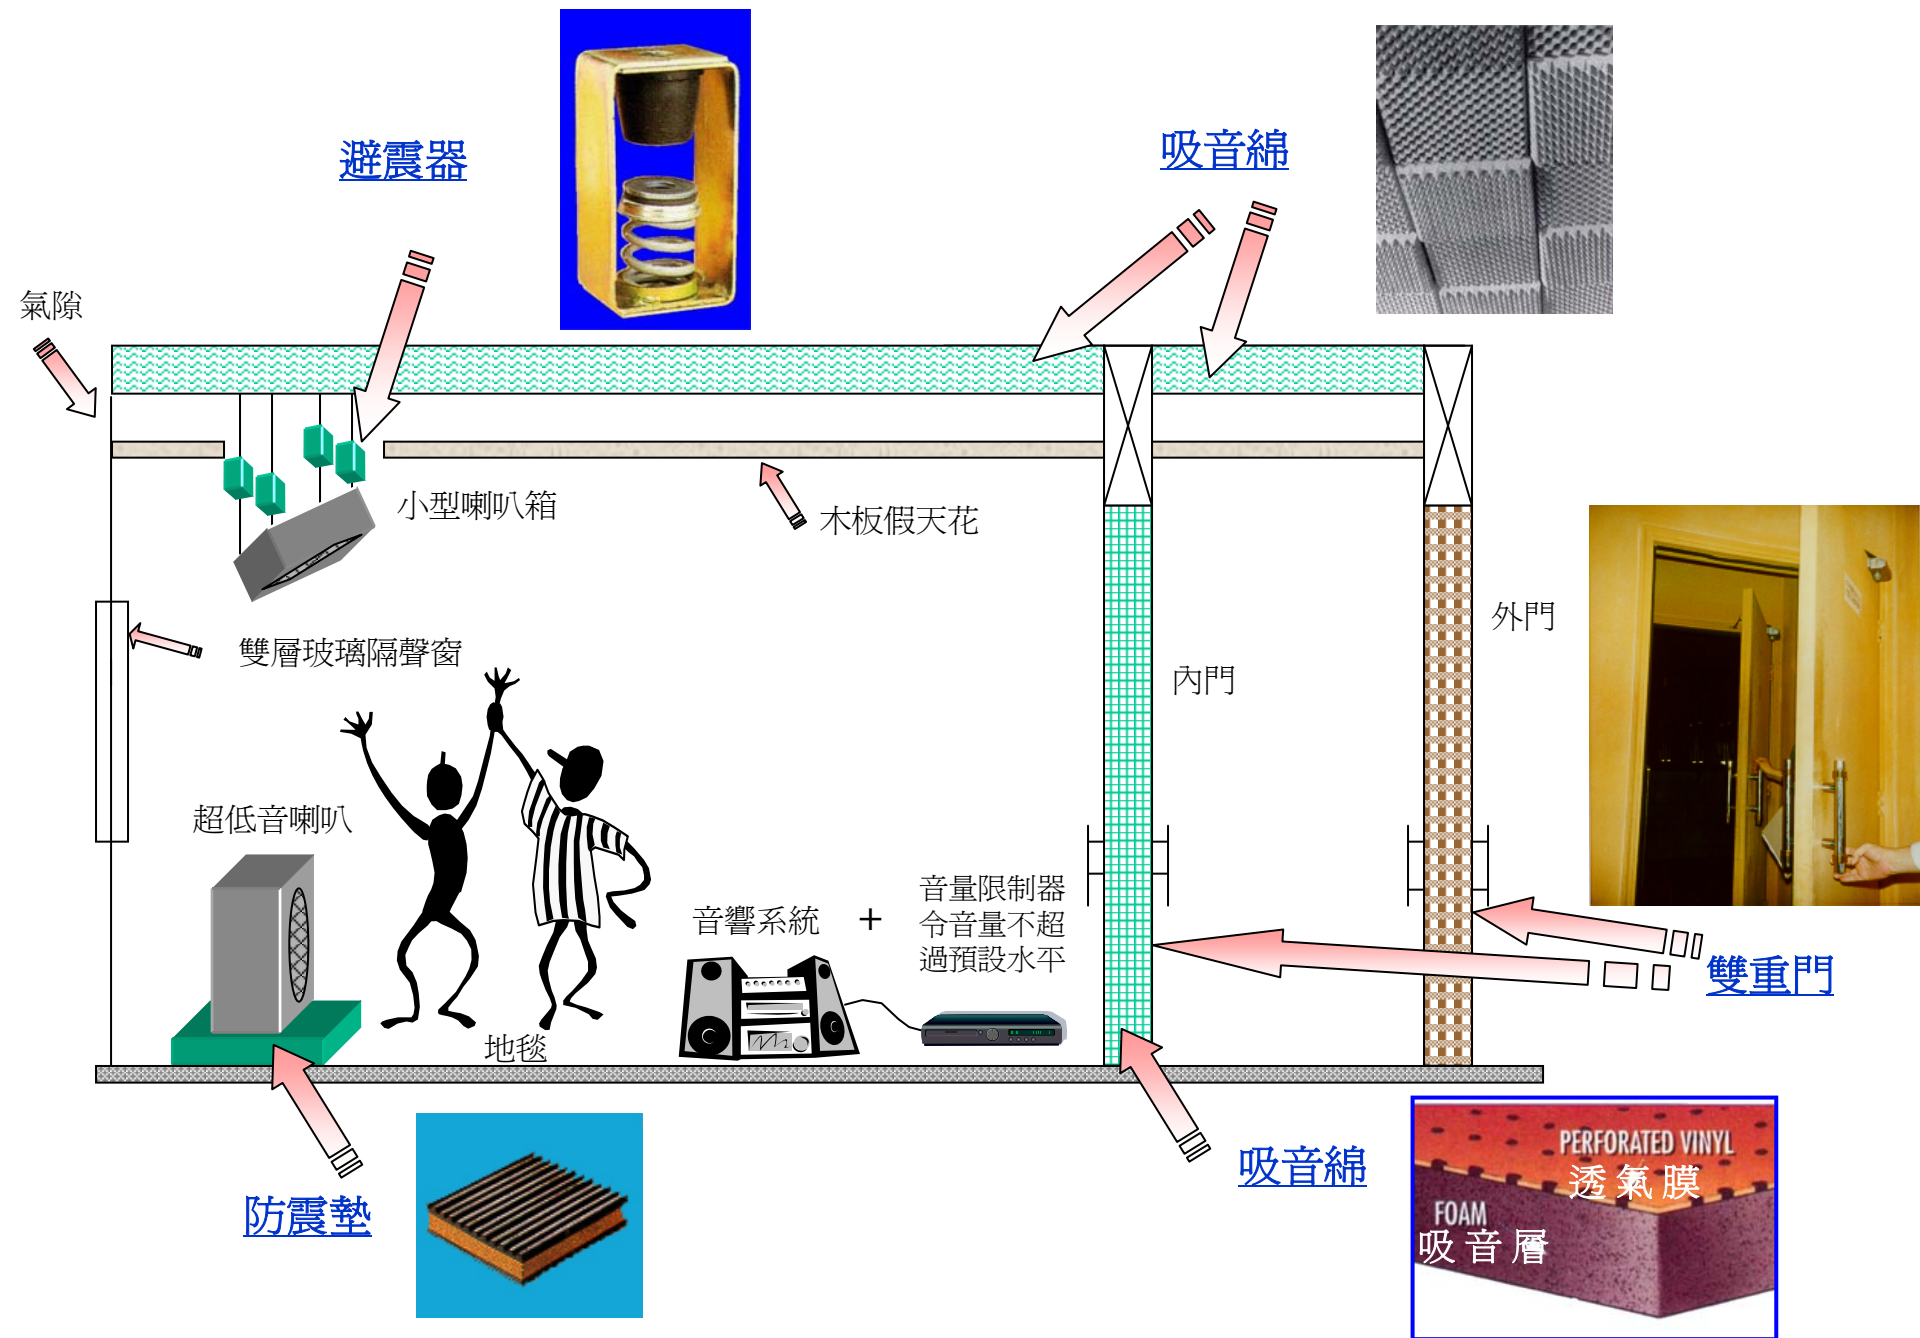 避震器
吸音綿
氣隙
小型喇叭箱
木板假天花
外門
雙層玻璃隔聲窗
內門
超低音喇叭
音響系統 +
音量限制器
令音量不超
過預設水平
雙重門
地毯
吸音綿
防震墊
PERFORATED VINYL
透氣膜
FOAM
吸音層